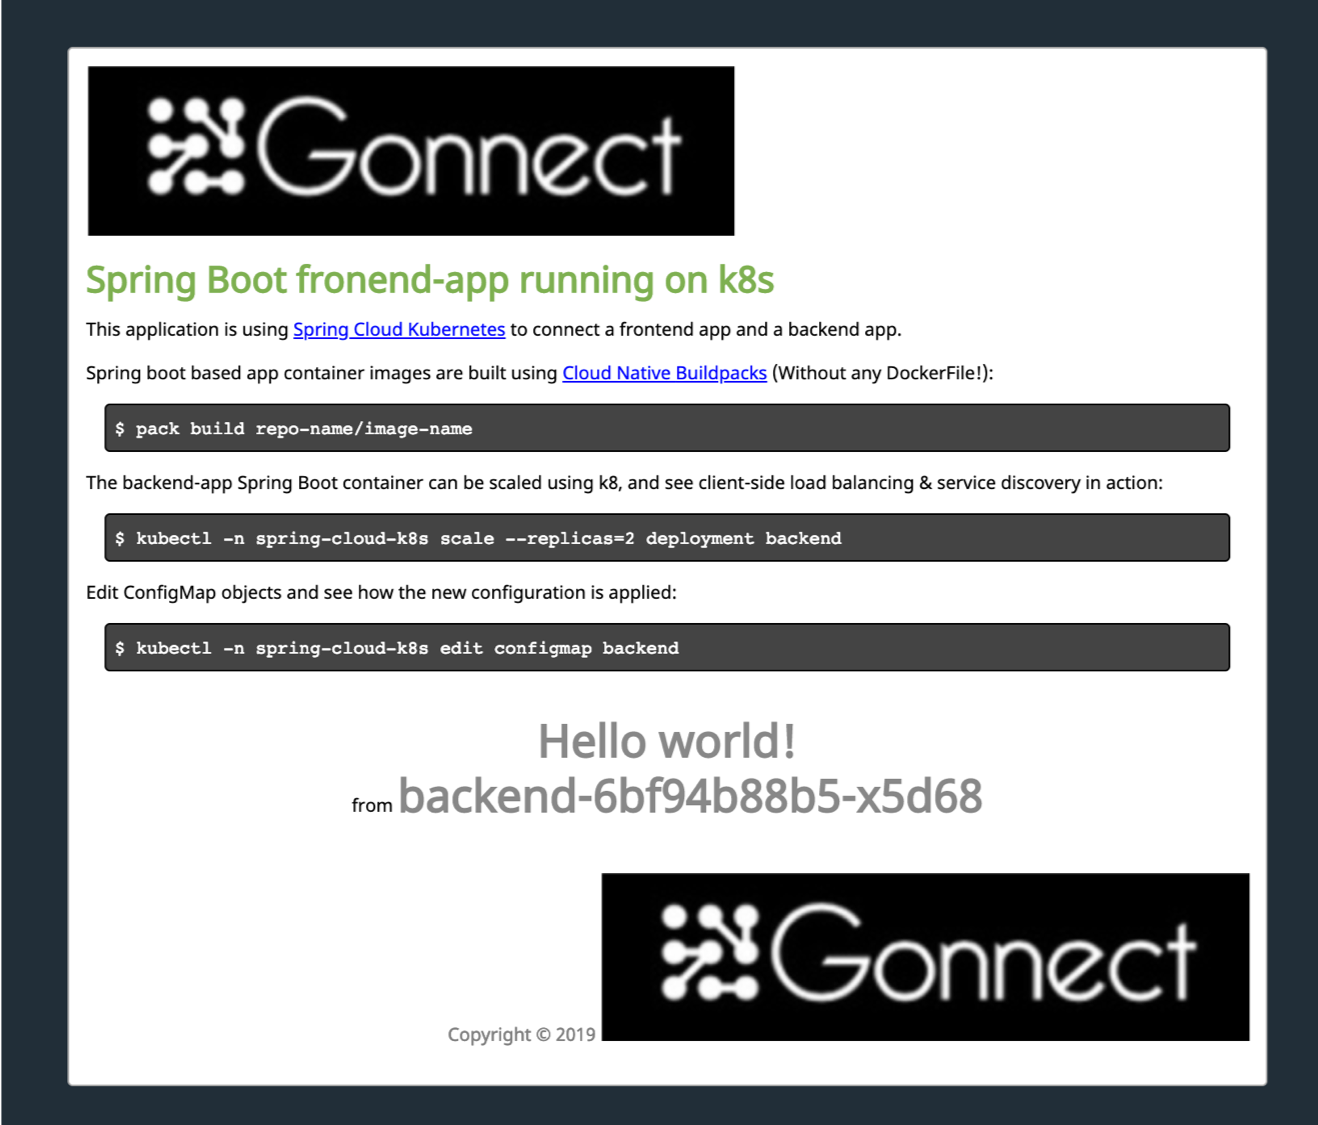 Gonnect
Spring Boot fronend-app running on k8s
This application is using Spring Cloud Kubernetes to connect a frontend app and a backend app.
Spring boot based app container images are built using Cloud Native Buildpacks (Without any DockerFile!):
$ pack build repo-name/image-name
The backend-app Spring Boot container can be scaled using k8, and see client-side load balancing & service discovery in action:
$ kubectl -n spring-cloud-k8s scale --replicas=2 deployment backend
Edit ConfigMap objects and see how the new configuration is applied:
$ kubectl -n spring-cloud-k8s edit configmap backend
Hello world!
from backend-6bf94b88b5-x5d68
Gonnect
Copyright © 2019